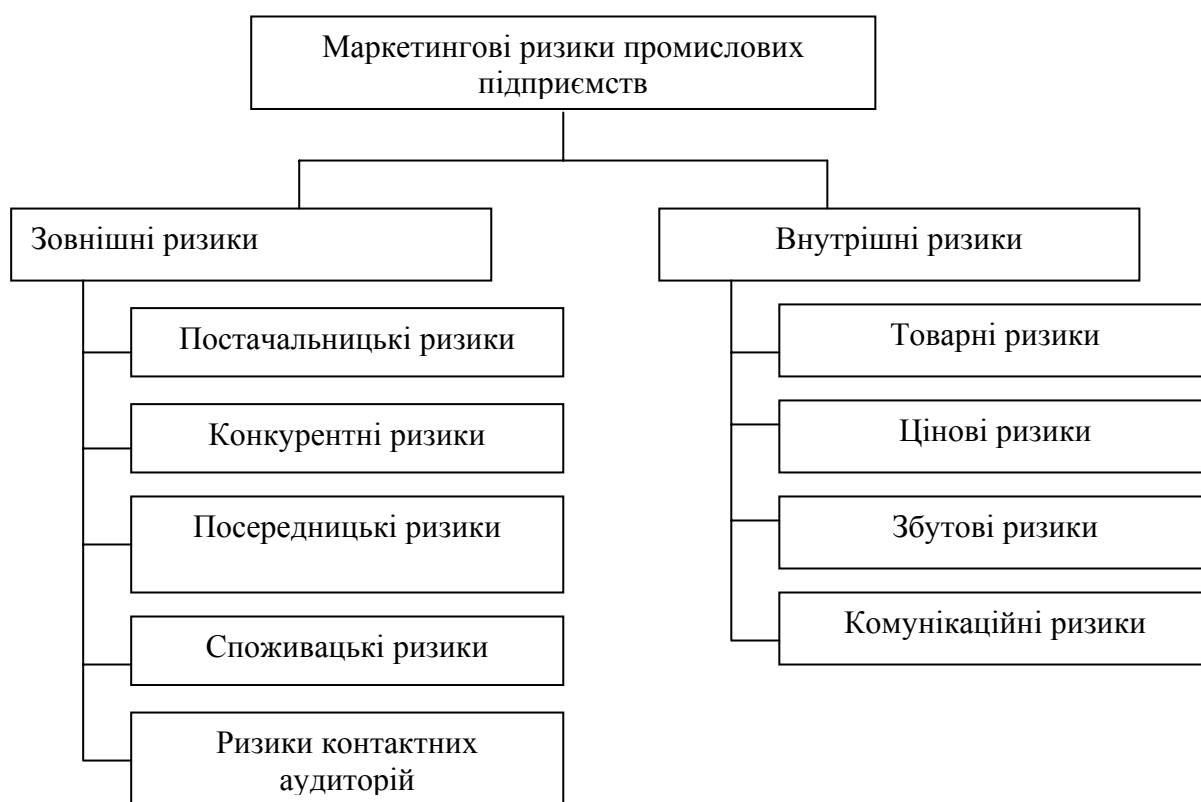 Маркетингові ризики промислових
підприємств
Зовнішні ризики
Постачальницькі ризики
Конкурентні ризики
Посередницькі ризики
Споживацькі ризики
Ризики контактних
аудиторій
Внутрішні ризики
Товарні ризики
Цінові ризики
Збутові ризики
Комунікаційні ризики